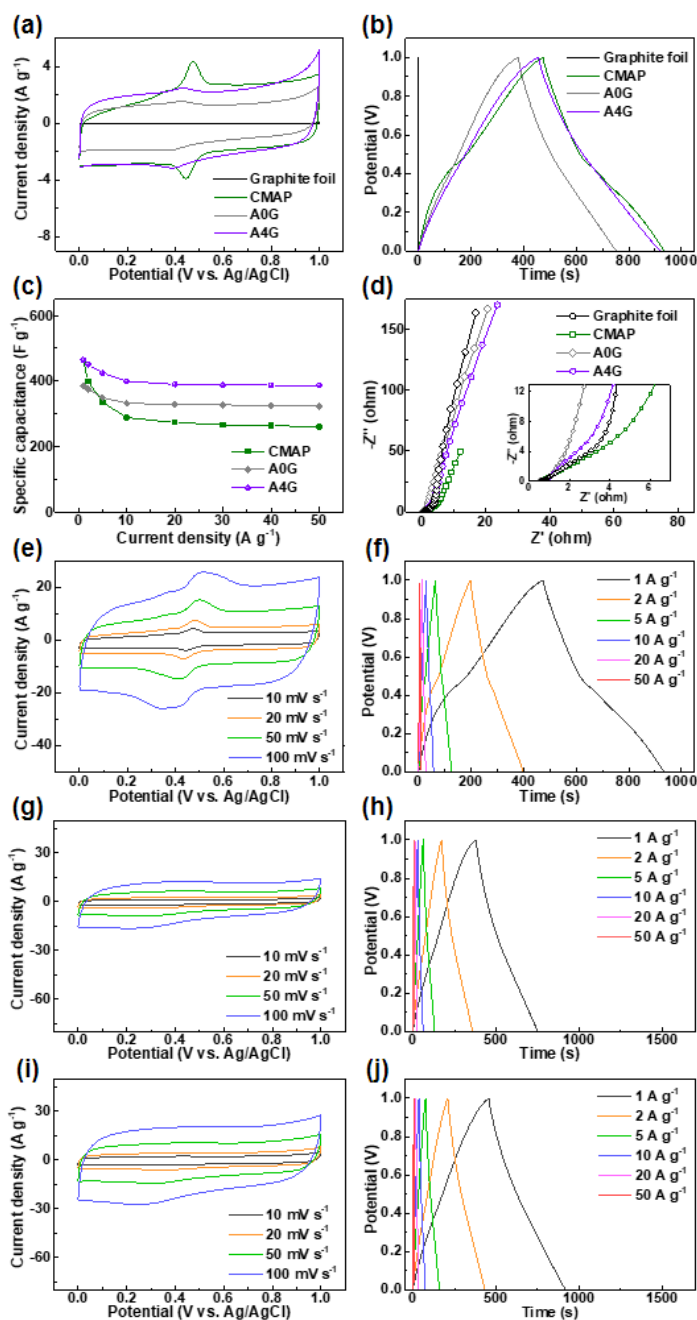 (a)
Current density (A g⁻¹)
4
0
-4
-8
Graphite foil
CMAP
A0G
A4G
0.0 0.2 0.4 0.6 0.8 1.0
Potential (V vs. Ag/AgCl)
(b)
Potential (V)
1.0
0.8
0.6
0.4
0.2
0.0
Graphite foil
CMAP
A0G
A4G
0 200 400 600 800 1000
Time (s)
(c)
Specific capacitance (F g⁻¹)
600
400
200
0
CMAP
A0G
A4G
0 10 20 30 40 50
Current density (A g⁻¹)
(d)
-Z'' (ohm)
150
100
50
0
Graphite foil
CMAP
A0G
A4G
-Z'' (ohm)
12
8
4
0
2 4 6
Z' (ohm)
0 20 40 60 80
Z' (ohm)
(e)
Current density (A g⁻¹)
20
0
-20
-40
10 mV s⁻¹
20 mV s⁻¹
50 mV s⁻¹
100 mV s⁻¹
0.0 0.2 0.4 0.6 0.8 1.0
Potential (V vs. Ag/AgCl)
(f)
Potential (V)
1.0
0.8
0.6
0.4
0.2
0.0
1 A g⁻¹
2 A g⁻¹
5 A g⁻¹
10 A g⁻¹
20 A g⁻¹
50 A g⁻¹
0 200 400 600 800 1000
Time (s)
(g)
Current density (A g⁻¹)
30
0
-30
-60
10 mV s⁻¹
20 mV s⁻¹
50 mV s⁻¹
100 mV s⁻¹
0.0 0.2 0.4 0.6 0.8 1.0
Potential (V vs. Ag/AgCl)
(h)
Potential (V)
1.0
0.8
0.6
0.4
0.2
0.0
1 A g⁻¹
2 A g⁻¹
5 A g⁻¹
10 A g⁻¹
20 A g⁻¹
50 A g⁻¹
0 500 1000 1500
Time (s)
(i)
Current density (A g⁻¹)
30
0
-30
-60
10 mV s⁻¹
20 mV s⁻¹
50 mV s⁻¹
100 mV s⁻¹
0.0 0.2 0.4 0.6 0.8 1.0
Potential (V vs. Ag/AgCl)
(j)
Potential (V)
1.0
0.8
0.6
0.4
0.2
0.0
1 A g⁻¹
2 A g⁻¹
5 A g⁻¹
10 A g⁻¹
20 A g⁻¹
50 A g⁻¹
0 500 1000 1500
Time (s)